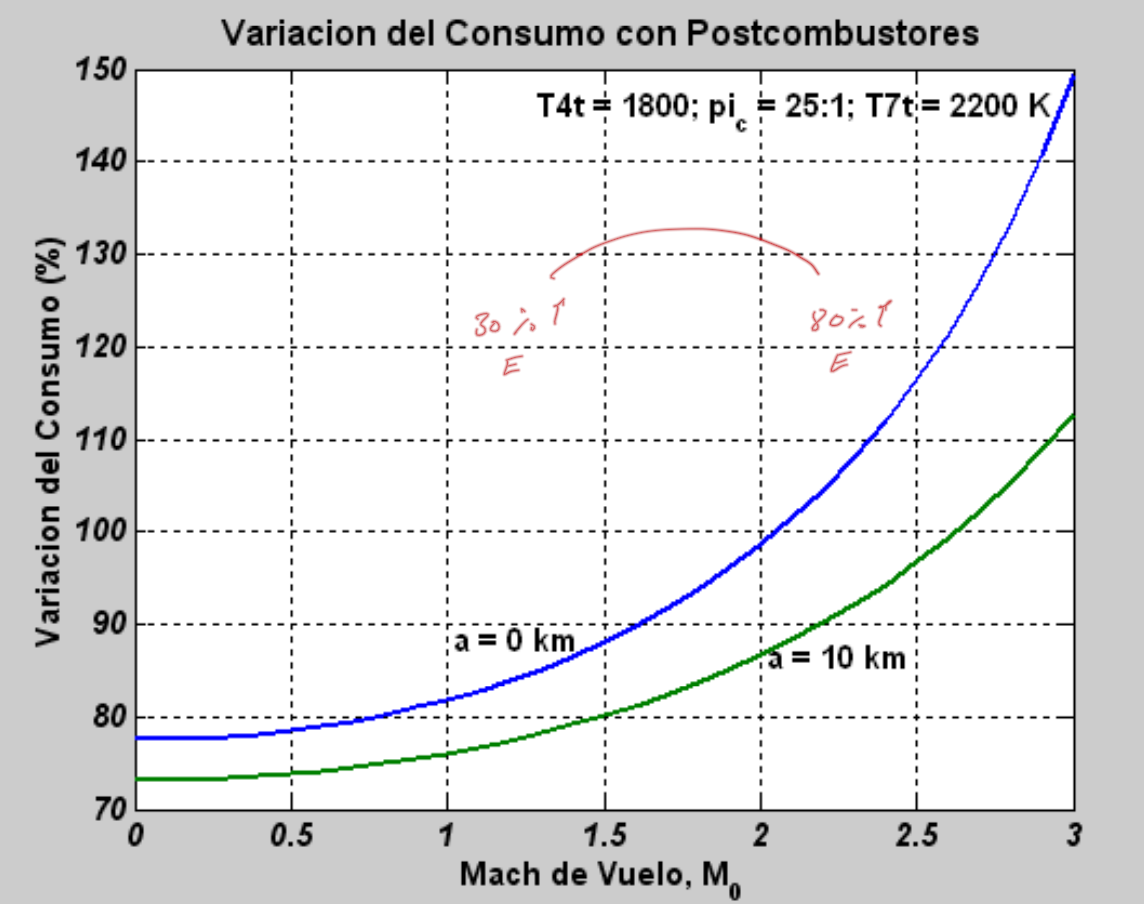 Variacion del Consumo con Postcombustores
T4t = 1800; pi_c = 25:1; T7t = 2200 K
Variacion del Consumo (%)
150
140
130
120
110
100
90
80
70
30 % ↑
E
80% ↑
E
a = 0 km
a = 10 km
0 0.5 1 1.5 2 2.5 3
Mach de Vuelo, M_0